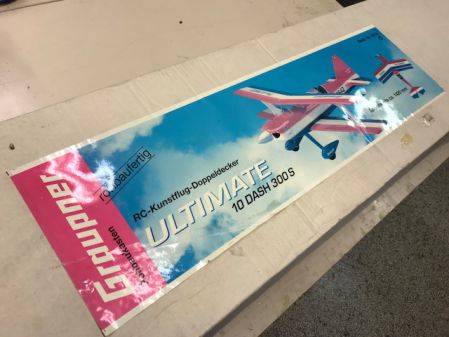 Graupner
rohbaufertig
RC-Kunstflug-Doppeldecker
ULTIMATE
10 DASH 300 S